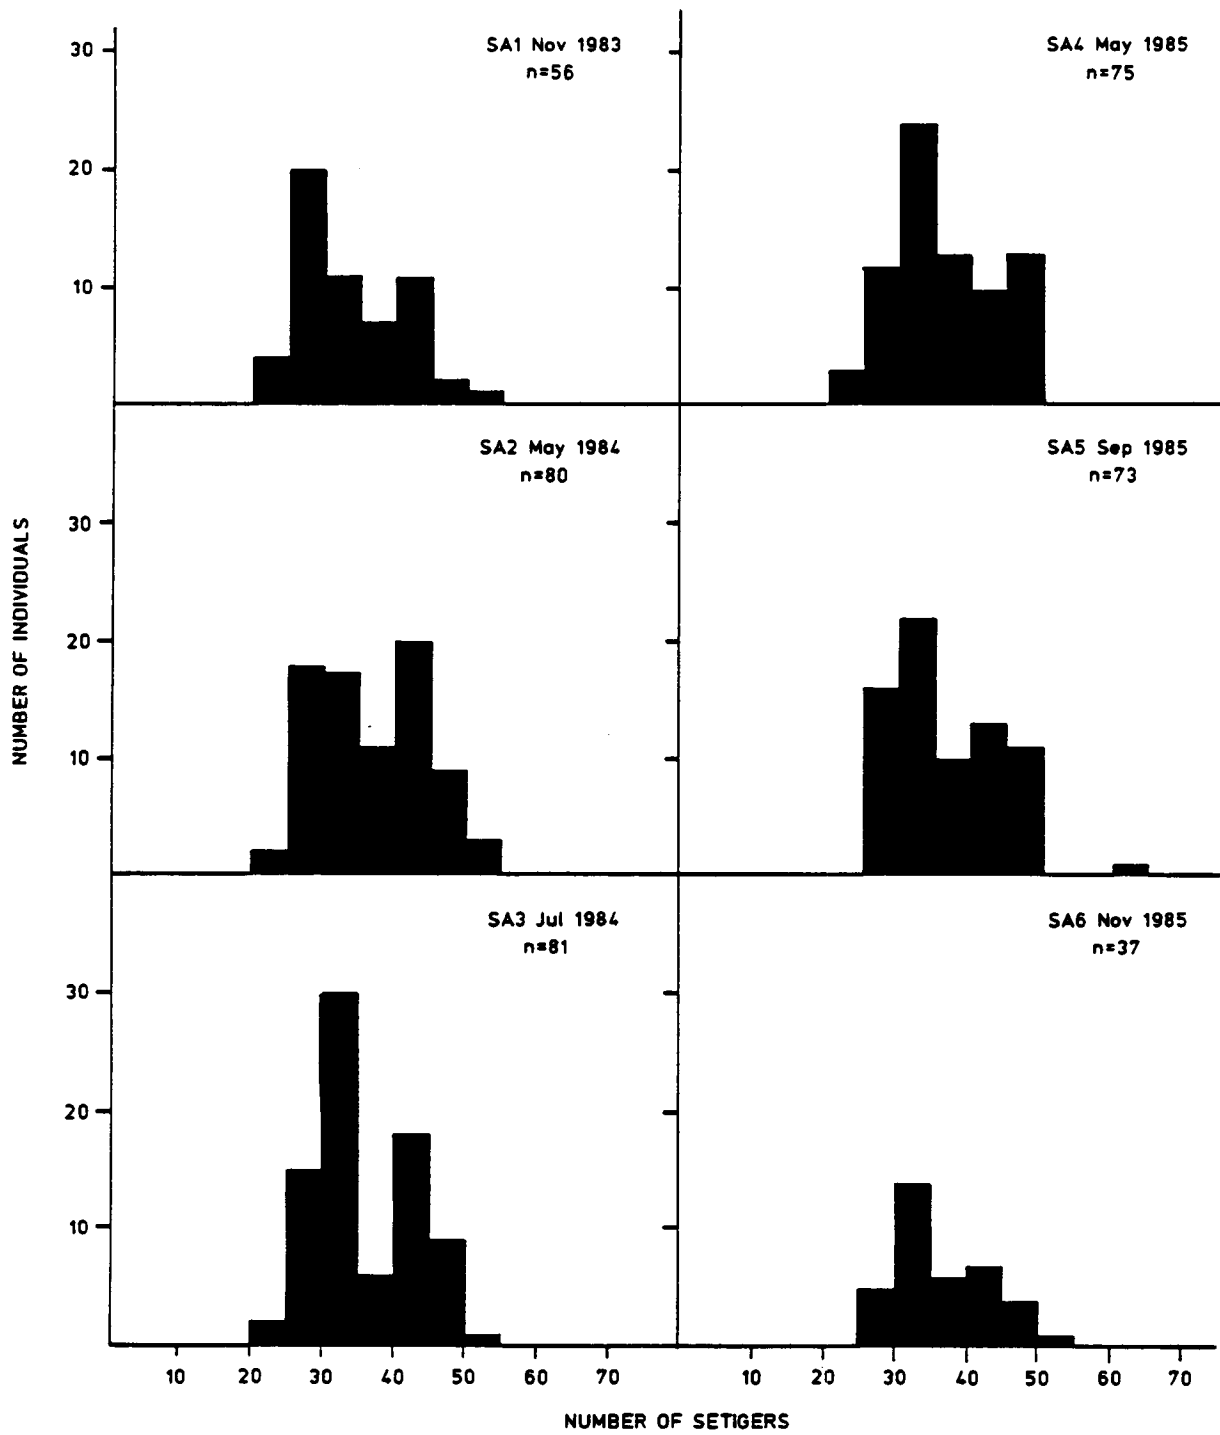 SA1 Nov 1983
n=56
30
20
10
SA4 May 1985
n=75
SA2 May 1984
n=80
30
20
10
SA5 Sep 1985
n=73
SA3 Jul 1984
n=81
30
20
10
SA6 Nov 1985
n=37
NUMBER OF INDIVIDUALS
10 20 30 40 50 60 70
10 20 30 40 50 60 70
NUMBER OF SETIGERS